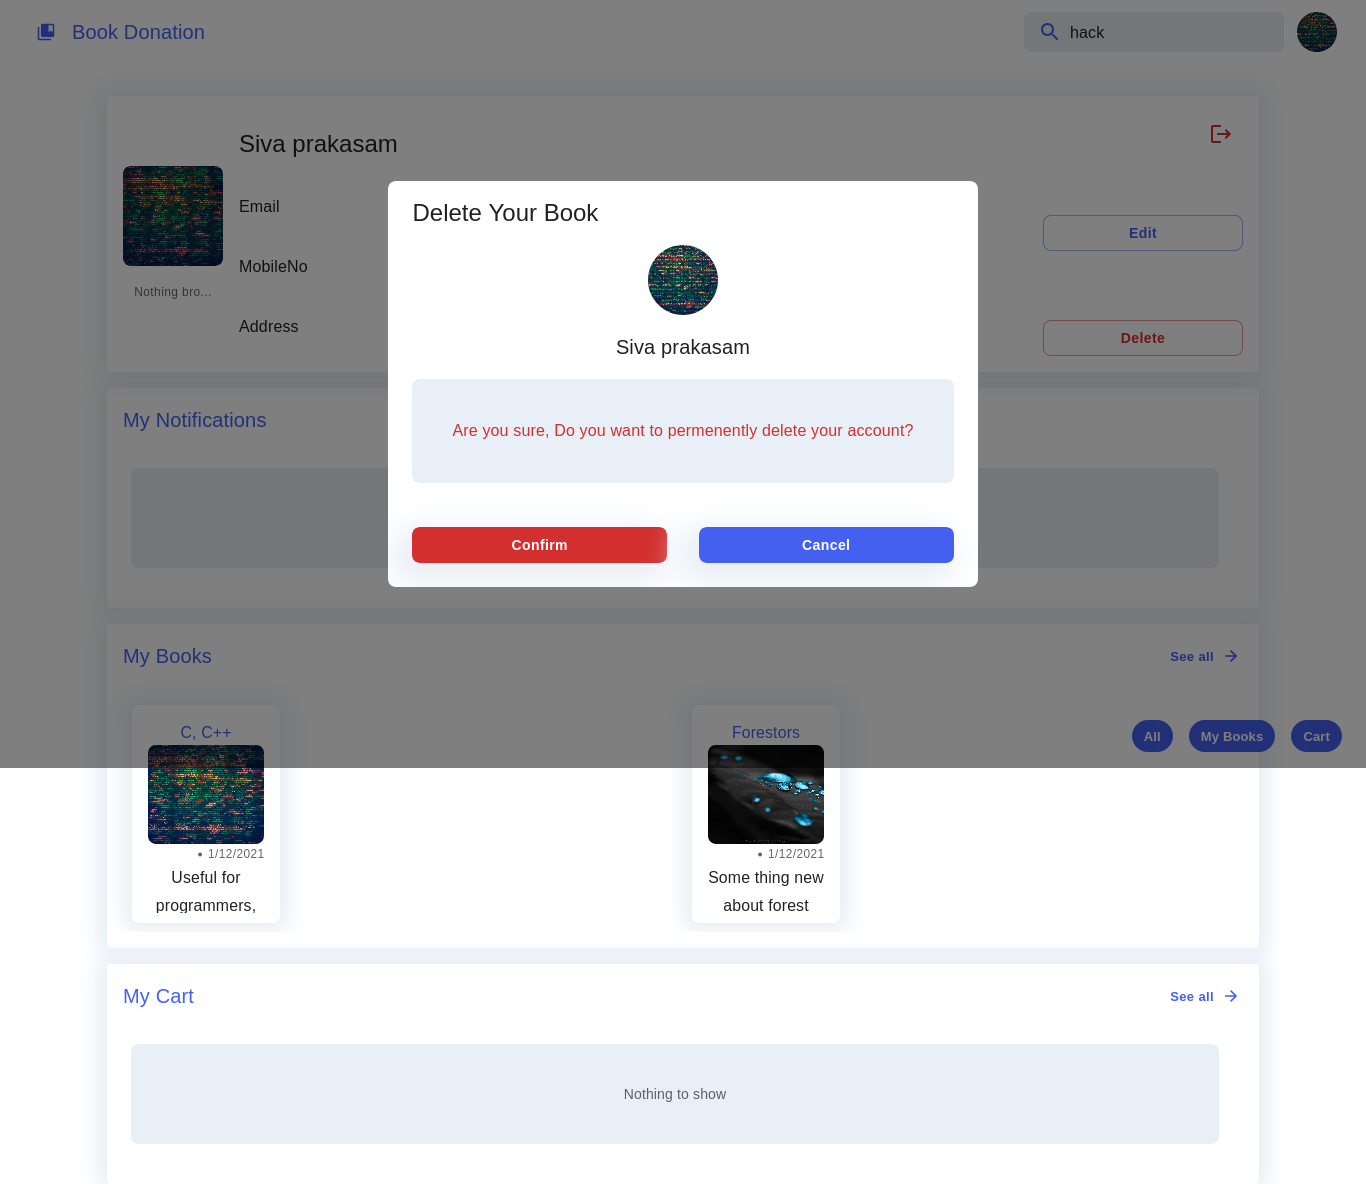 Book Donation
hack
Siva prakasam
Email
MobileNo
Nothing bro...
Address
Edit
Delete
Delete Your Book
Siva prakasam
Are you sure, Do you want to permenently delete your account?
Confirm
Cancel
My Notifications
My Books
See all
C, C++
1/12/2021
Useful for
programmers,
Forestors
1/12/2021
Some thing new
about forest
All
My Books
Cart
My Cart
See all
Nothing to show